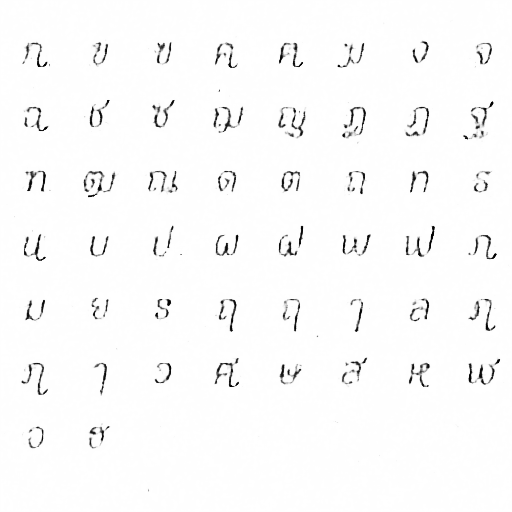 ก ข ฃ ค ฅ ฆ ง จ
ฉ ช ซ ฌ ญ ฎ ฏ ฐ
ฑ ฒ ณ ด ต ถ ท ธ
น บ ป ผ ฝ พ ฟ ภ
ม ย ร ฤ ฤ ๅ ล ฦ
ฦ ๅ ว ศ ษ ส ห ฬ
อ ฮ